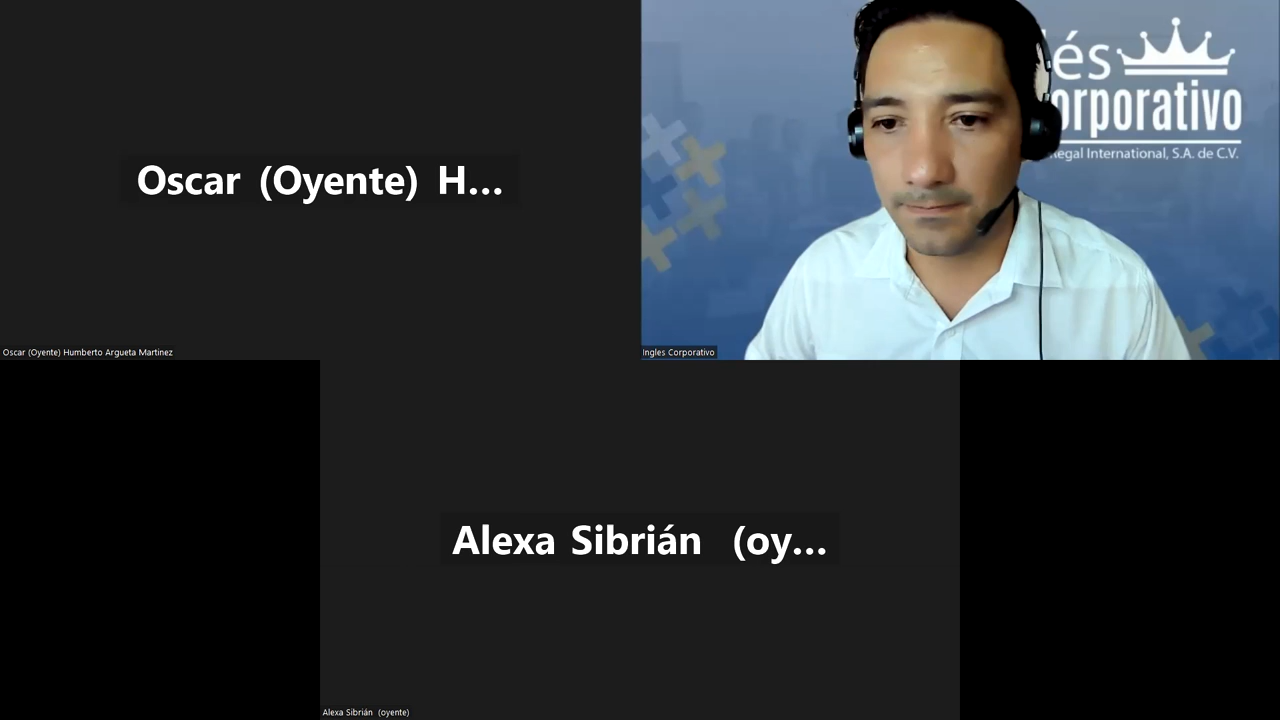 Oscar (Oyente) H...
és
orporativo
Regal International, S.A. de C.V.
Oscar (Oyente) Humberto Argueta Martinez
Ingles Corporativo
Alexa Sibrián (oy...
Alexa Sibrián (oyente)